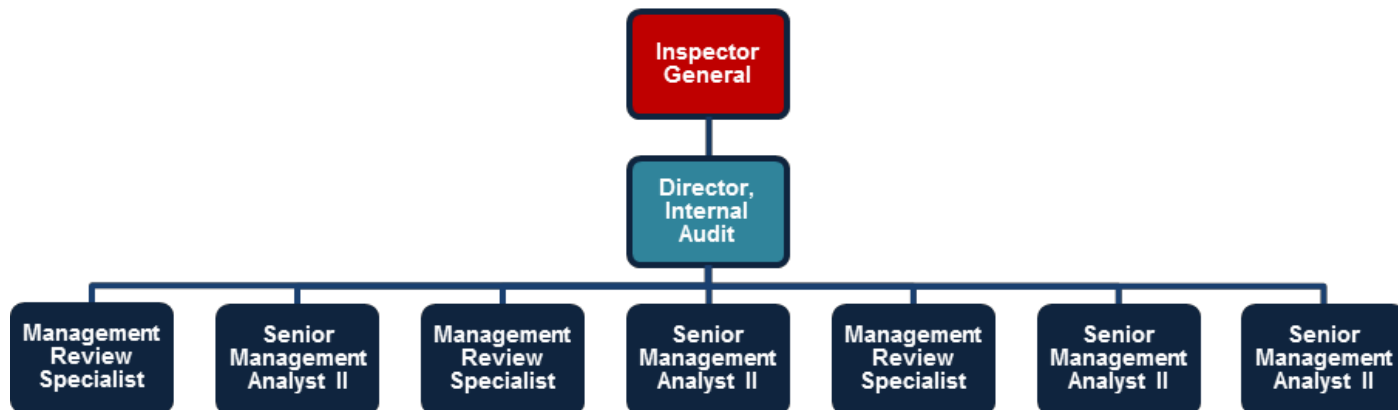 Inspector
General
Director,
Internal
Audit
Management
Review
Specialist
Senior
Management
Analyst II
Management
Review
Specialist
Senior
Management
Analyst II
Management
Review
Specialist
Senior
Management
Analyst II
Senior
Management
Analyst II